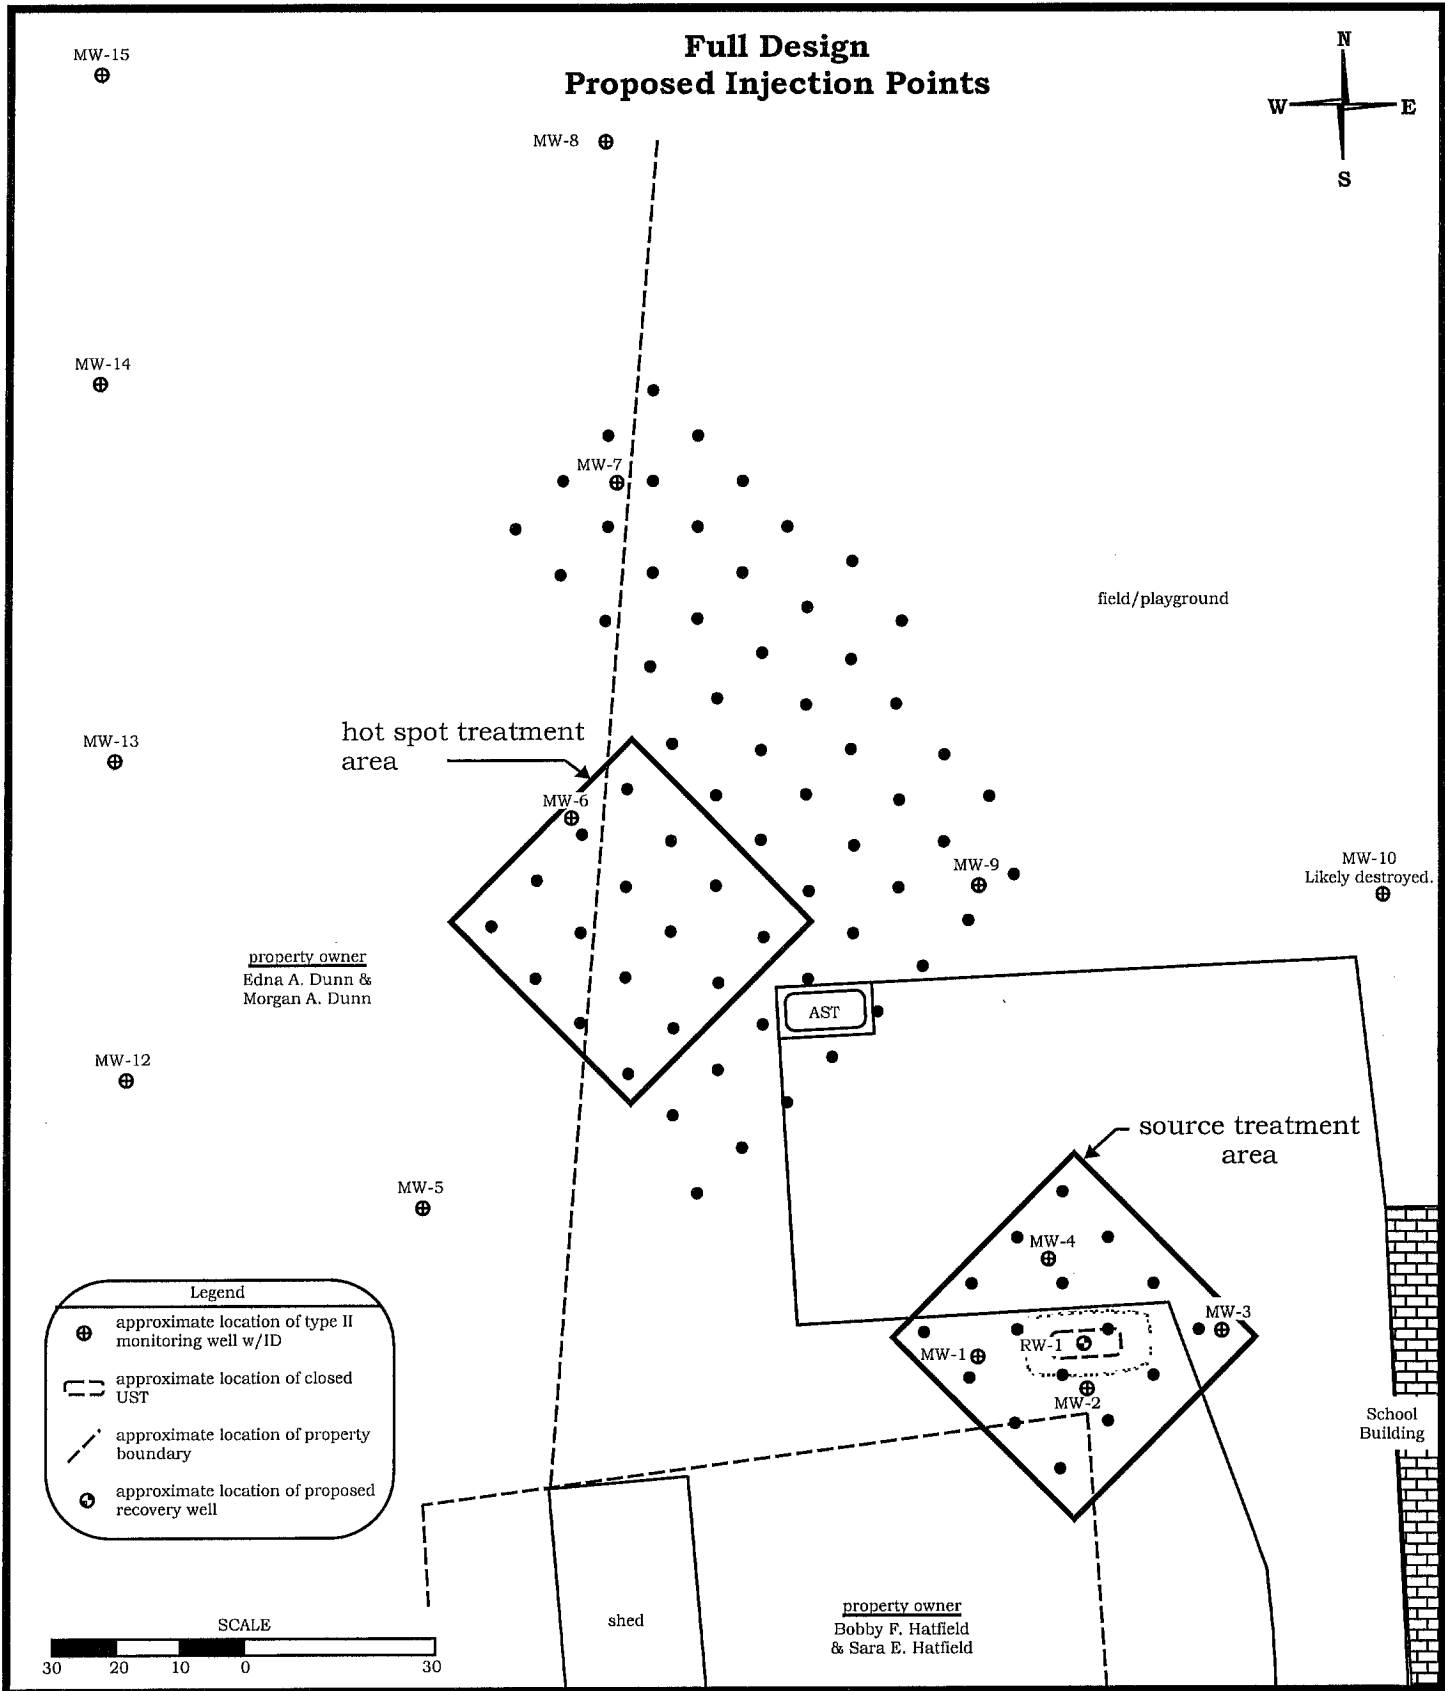 Full Design
Proposed Injection Points
N
W
E
S
MW-15
MW-8
MW-14
MW-7
field/playground
hot spot treatment
area
MW-13
MW-6
MW-9
MW-10
Likely destroyed.
property owner
Edna A. Dunn &
Morgan A. Dunn
AST
MW-12
source treatment
area
MW-5
MW-4
MW-3
RW-1
MW-1
MW-2
School
Building
Legend
approximate location of type II
monitoring well w/ID
approximate location of closed
UST
approximate location of property
boundary
approximate location of proposed
recovery well
SCALE
30 20 10 0 30
shed
property owner
Bobby F. Hatfield
& Sara E. Hatfield